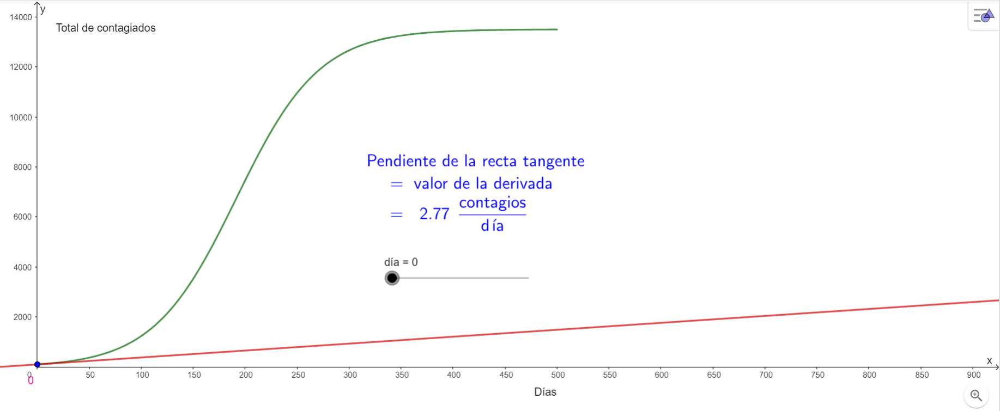 y
14000
Total de contagiados
12000
10000
8000
6000
4000
2000
Pendiente de la recta tangente
= valor de la derivada
= 2.77 contagios
día
día = 0
x
0 50 100 150 200 250 300 350 400 450 500 550 600 650 700 750 800 850 900
0
Días